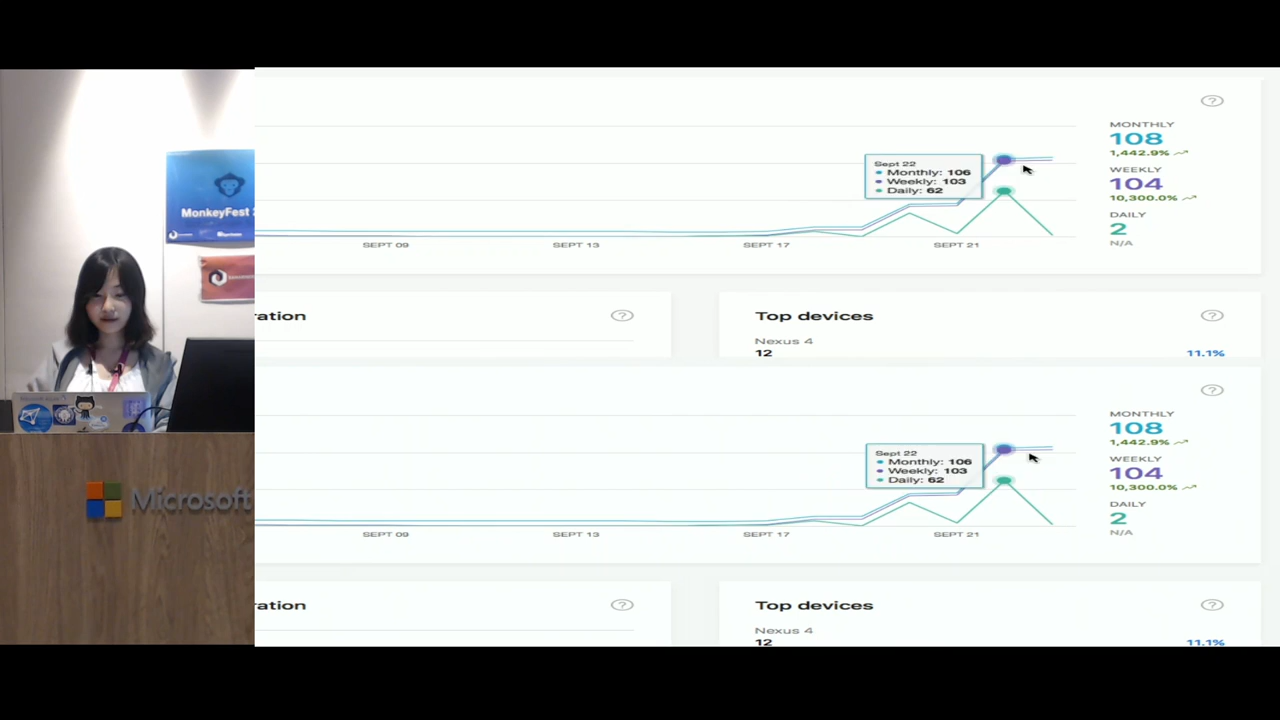 MonkeyFest
Microsoft
MONTHLY
108
1,442.9%
WEEKLY
104
10,300.0%
DAILY
2
N/A
Sept 22
Monthly: 106
Weekly: 103
Daily: 62
SEPT 09
SEPT 13
SEPT 17
SEPT 21
ration
?
Top devices
?
Nexus 4
12
11.1%
?
MONTHLY
108
1,442.9%
WEEKLY
104
10,300.0%
DAILY
2
N/A
Sept 22
Monthly: 106
Weekly: 103
Daily: 62
SEPT 09
SEPT 13
SEPT 17
SEPT 21
ration
?
Top devices
?
Nexus 4
12
11.1%
?